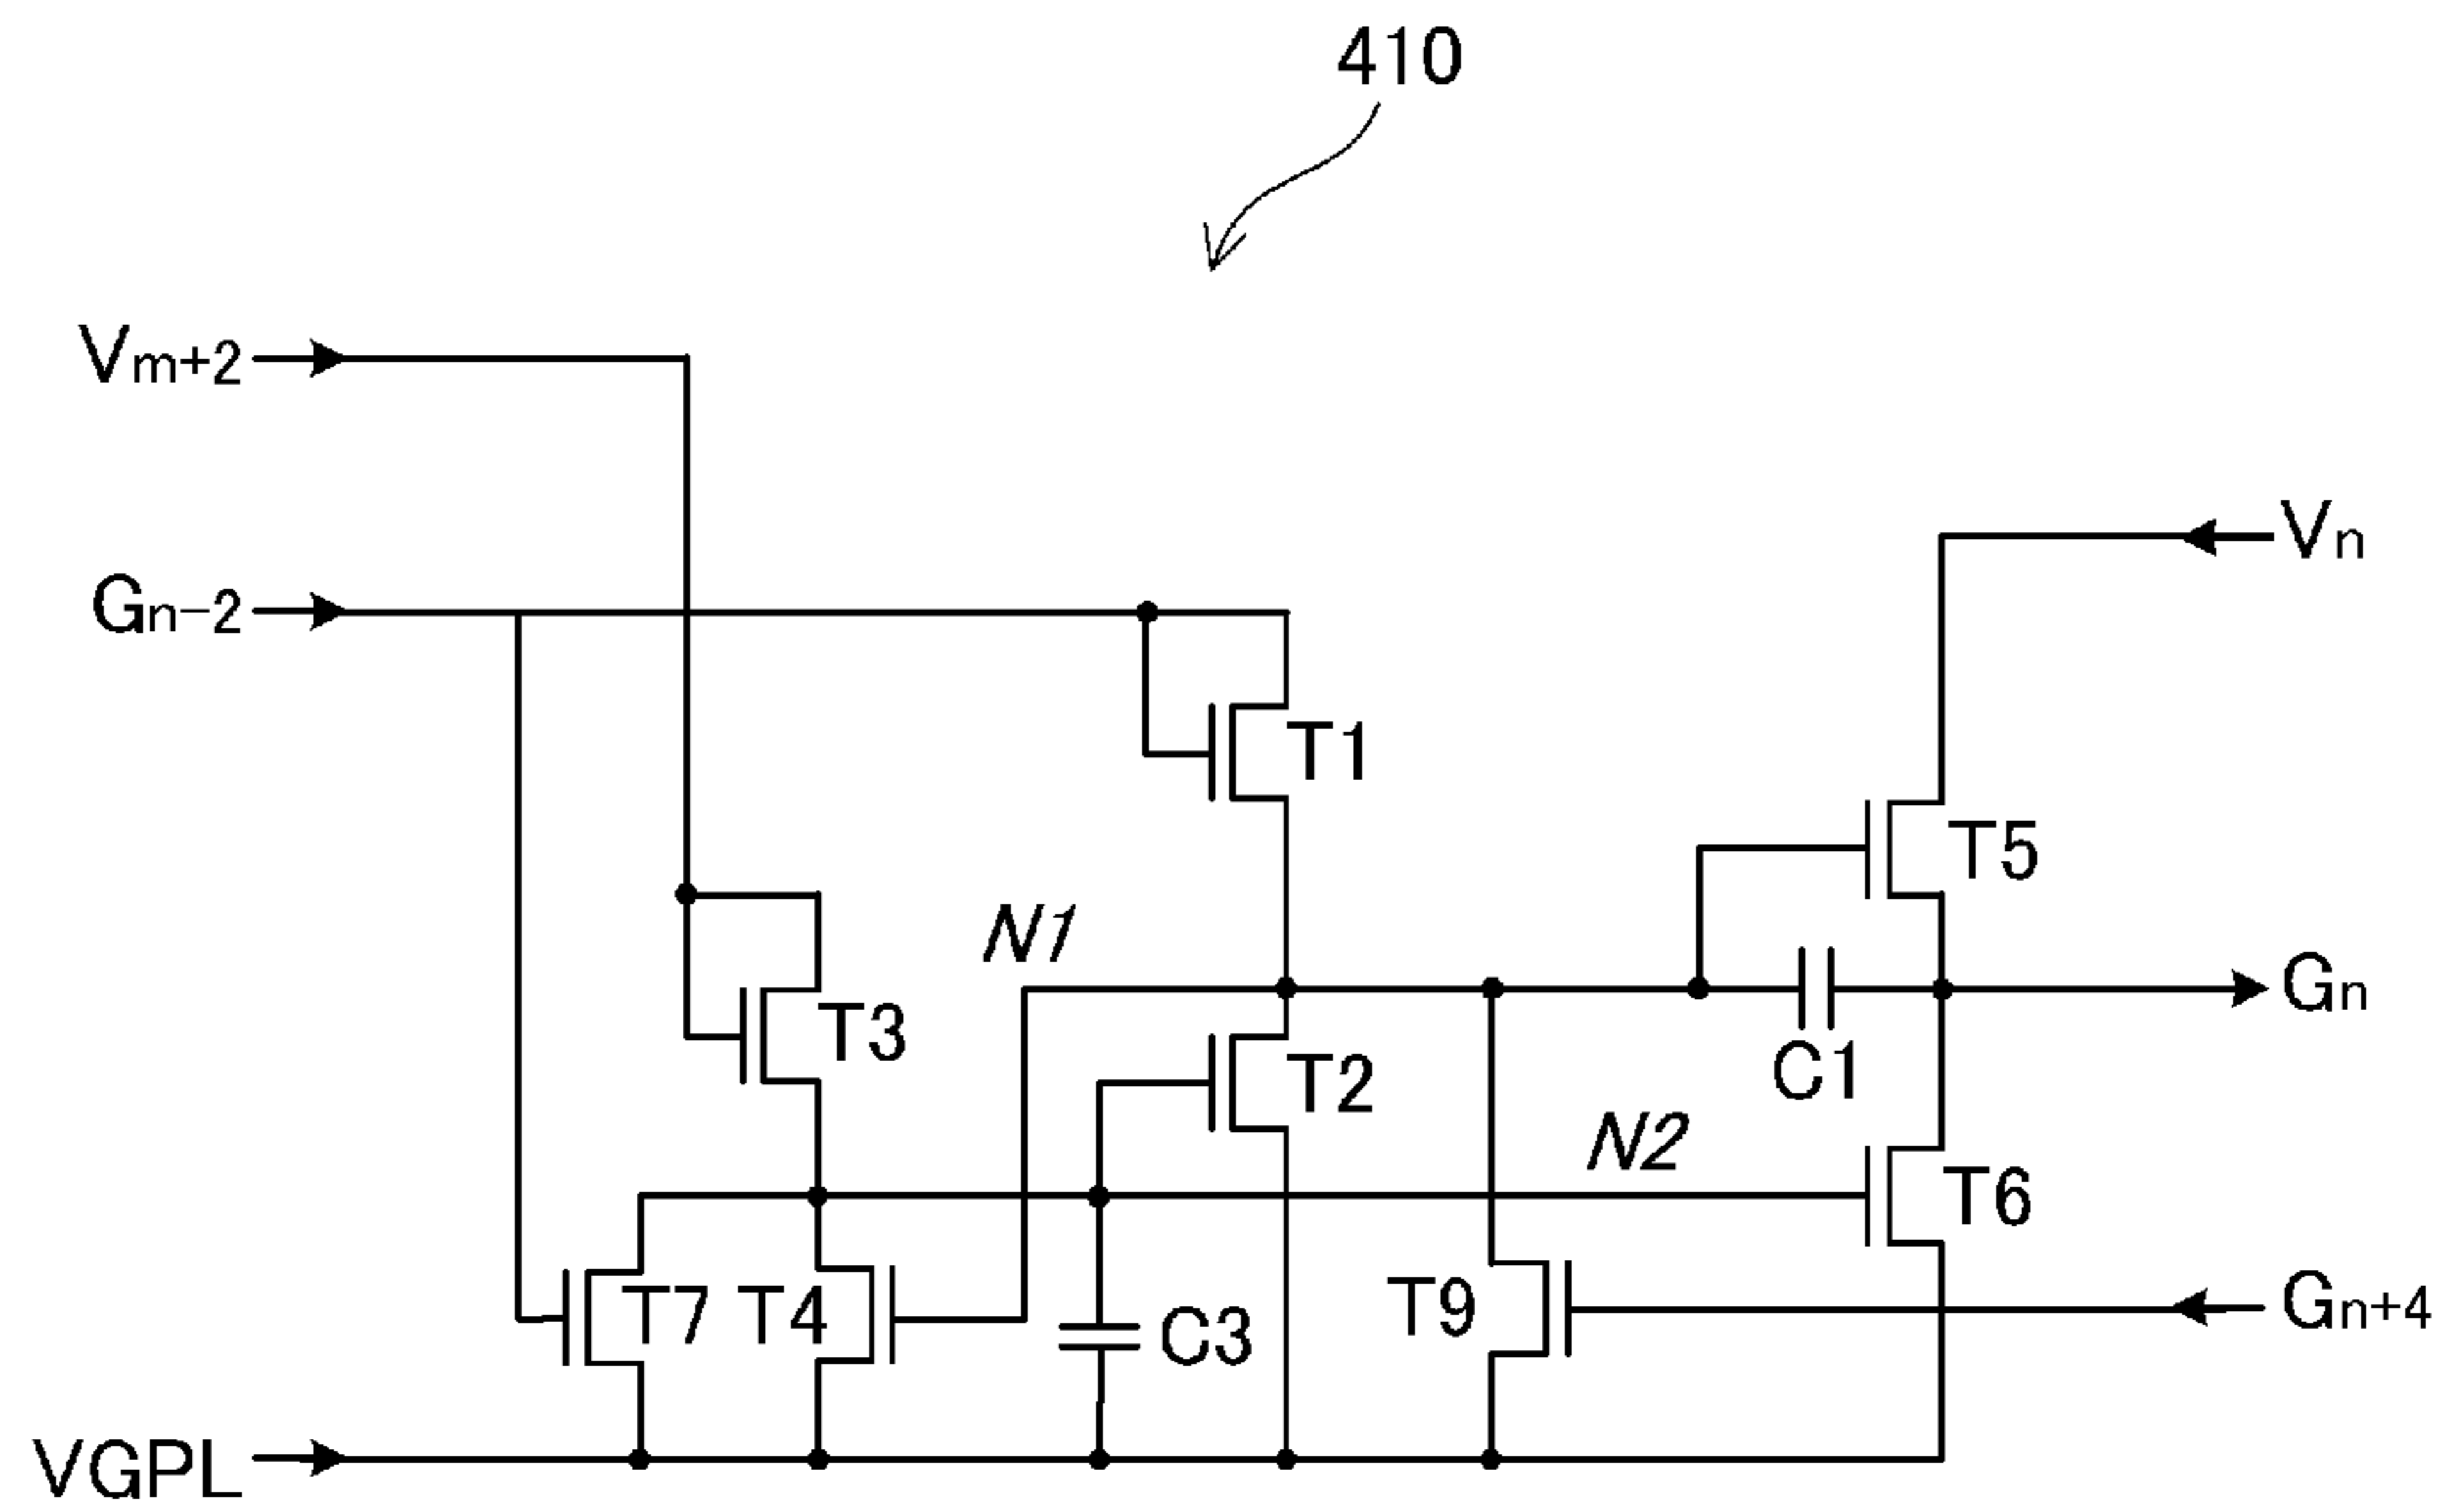 410
Vm+2
Vn
Gn-2
T1
T5
N1
Gn
T3
T2
C1
N2
T6
T7
T4
C3
T9
Gn+4
VGPL